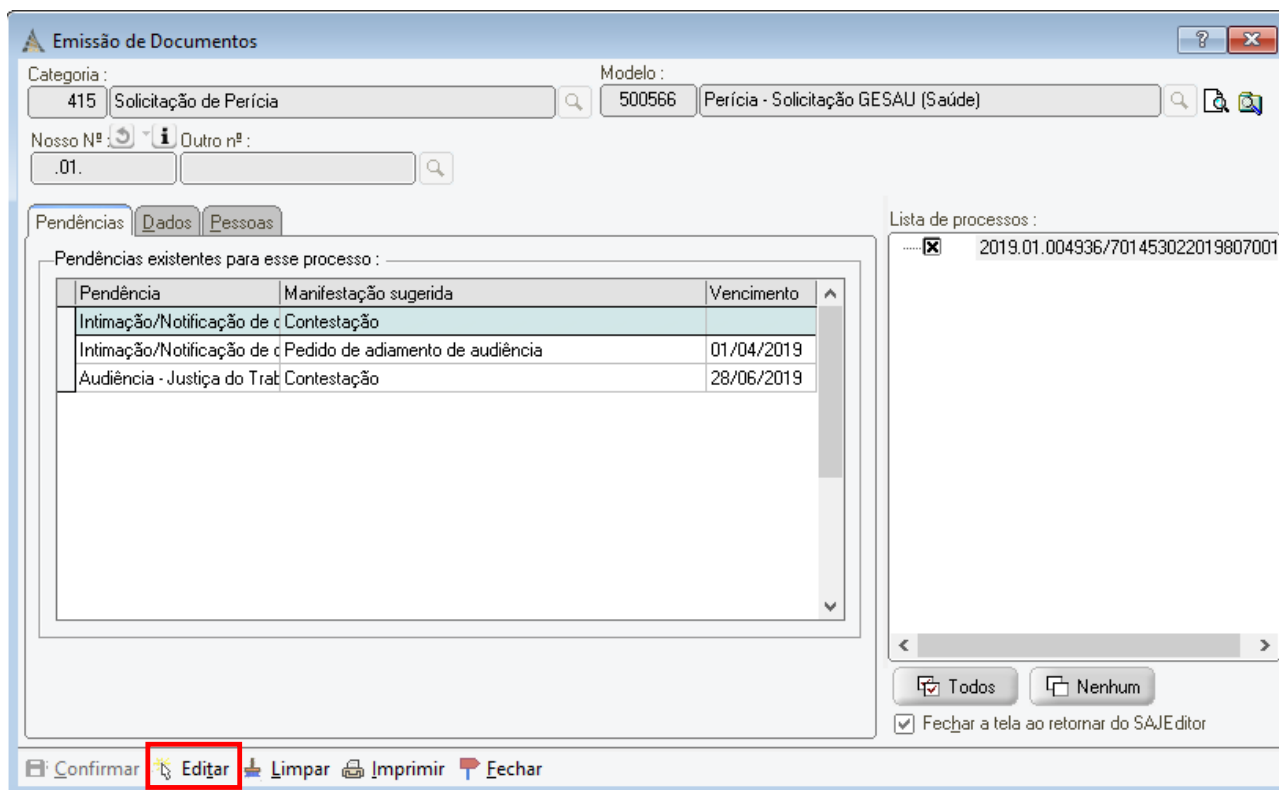 Emissão de Documentos
Categoria : Modelo :
415 Solicitação de Perícia 500566 Perícia - Solicitação GESAU (Saúde)
Nosso Nº : Outro nº :
.01.
Pendências Dados Pessoas Lista de processos :
2019.01.004936/701453022019807001
Pendências existentes para esse processo :
Pendência Manifestação sugerida Vencimento
Intimação/Notificação de c Contestação
Intimação/Notificação de c Pedido de adiamento de audiência 01/04/2019
Audiência - Justiça do Trab Contestação 28/06/2019
Todos Nenhum
Fechar a tela ao retornar do SAJEditor
Confirmar Editar Limpar Imprimir Fechar